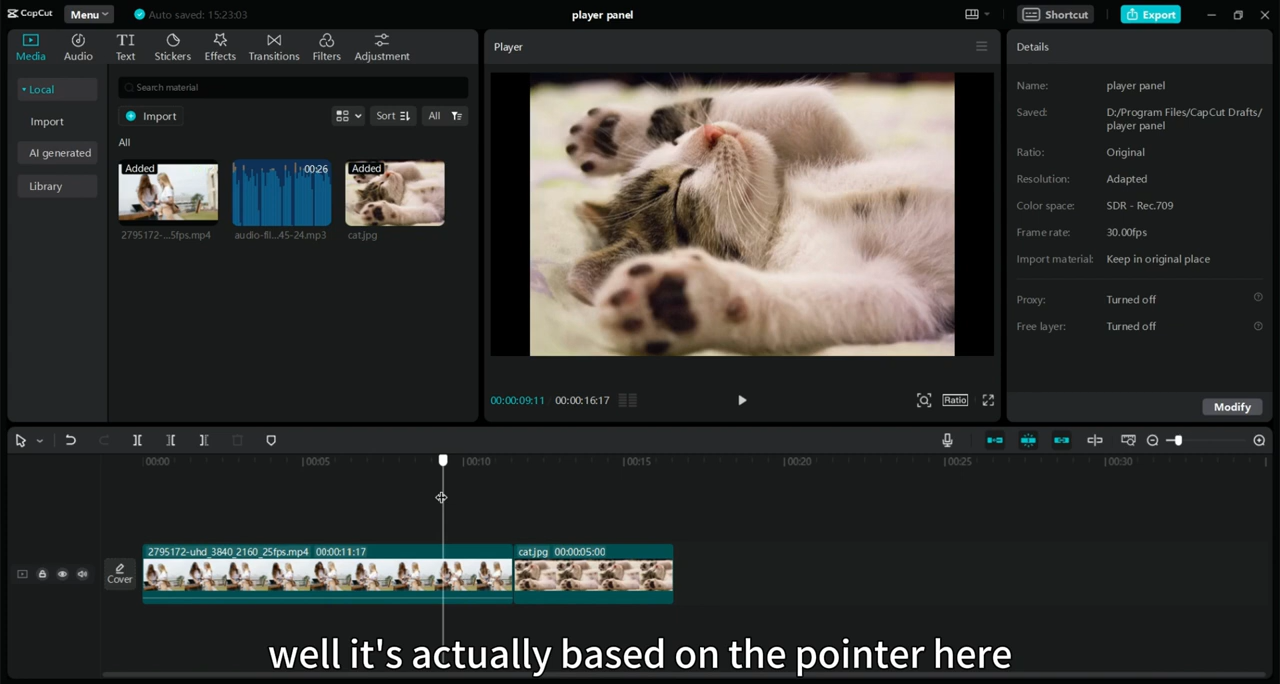 CapCut
Menu
Auto saved: 15:23:03
player panel
Shortcut
Export
Media
Audio
TI
Text
Stickers
Effects
Transitions
Filters
Adjustment
Local
Import
AI generated
Library
Search material
Import
Sort
All
All
Added
00:26
Added
2795172-...5fps.mp4
audio-fil...45-24.mp3
cat.jpg
Player
00:00:09:11
00:00:16:17
Ratio
Details
Name:
player panel
Saved:
D:/Program Files/CapCut Drafts/
player panel
Ratio:
Original
Resolution:
Adapted
Color space:
SDR - Rec.709
Frame rate:
30.00fps
Import material:
Keep in original place
Proxy:
Turned off
Free layer:
Turned off
Modify
00:00
00:05
00:10
00:15
00:20
00:25
00:30
2795172-uhd_3840_2160_25fps.mp4 00:00:11:17
cat.jpg 00:00:05:00
Cover
well it's actually based on the pointer here